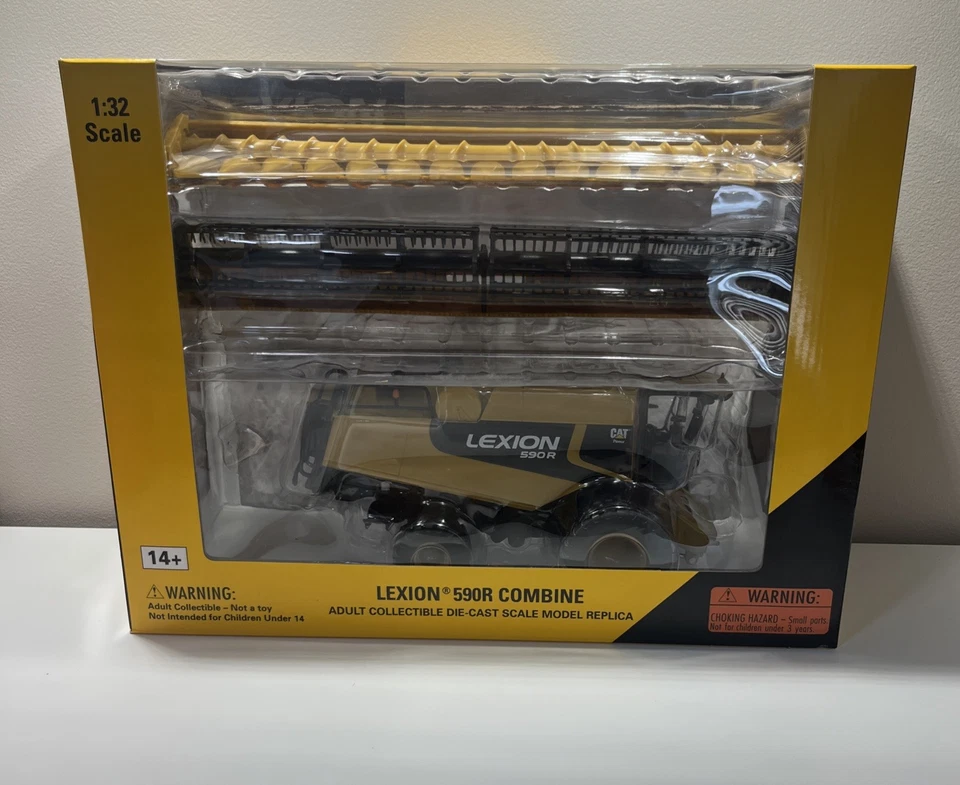 1:32
Scale
LEXION
590R
CAT
14+
WARNING:
Adult Collectible – Not a toy
Not Intended for Children Under 14
LEXION® 590R COMBINE
ADULT COLLECTIBLE DIE-CAST SCALE MODEL REPLICA
WARNING:
CHOKING HAZARD – Small parts.
Not for children under 3 years.